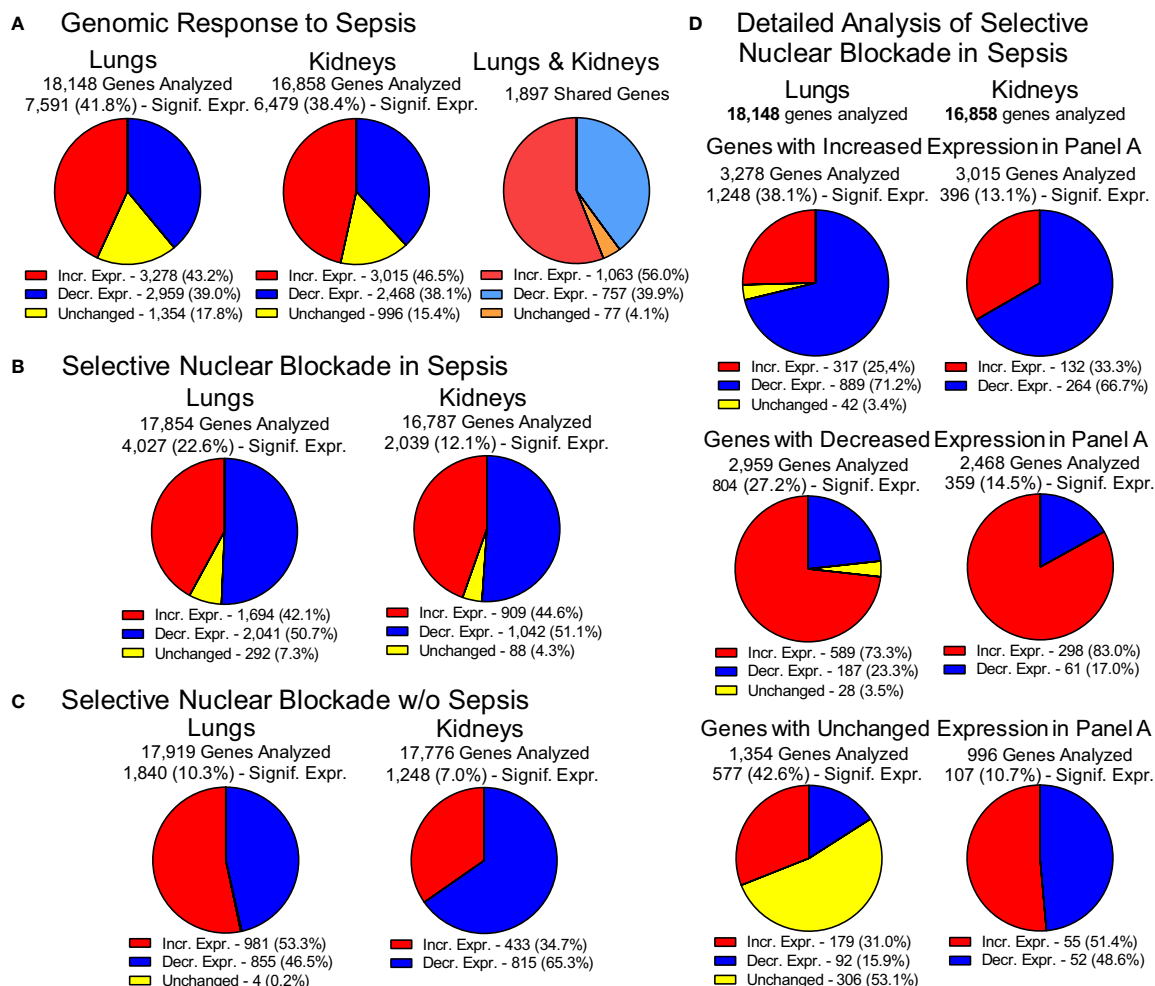 A Genomic Response to Sepsis
Lungs
18,148 Genes Analyzed
7,591 (41.8%) - Signif. Expr.
Incr. Expr. - 3,278 (43.2%)
Decr. Expr. - 2,959 (39.0%)
Unchanged - 1,354 (17.8%)
Kidneys
16,858 Genes Analyzed
6,479 (38.4%) - Signif. Expr.
Incr. Expr. - 3,015 (46.5%)
Decr. Expr. - 2,468 (38.1%)
Unchanged - 996 (15.4%)
Lungs & Kidneys
1,897 Shared Genes
Incr. Expr. - 1,063 (56.0%)
Decr. Expr. - 757 (39.9%)
Unchanged - 77 (4.1%)
B Selective Nuclear Blockade in Sepsis
Lungs
17,854 Genes Analyzed
4,027 (22.6%) - Signif. Expr.
Incr. Expr. - 1,694 (42.1%)
Decr. Expr. - 2,041 (50.7%)
Unchanged - 292 (7.3%)
Kidneys
16,787 Genes Analyzed
2,039 (12.1%) - Signif. Expr.
Incr. Expr. - 909 (44.6%)
Decr. Expr. - 1,042 (51.1%)
Unchanged - 88 (4.3%)
C Selective Nuclear Blockade w/o Sepsis
Lungs
17,919 Genes Analyzed
1,840 (10.3%) - Signif. Expr.
Incr. Expr. - 981 (53.3%)
Decr. Expr. - 855 (46.5%)
Unchanged - 4 (0.2%)
Kidneys
17,776 Genes Analyzed
1,248 (7.0%) - Signif. Expr.
Incr. Expr. - 433 (34.7%)
Decr. Expr. - 815 (65.3%)
D Detailed Analysis of Selective
Nuclear Blockade in Sepsis
Lungs
18,148 genes analyzed
Kidneys
16,858 genes analyzed
Genes with Increased Expression in Panel A
3,278 Genes Analyzed
1,248 (38.1%) - Signif. Expr.
Incr. Expr. - 317 (25.4%)
Decr. Expr. - 889 (71.2%)
Unchanged - 42 (3.4%)
3,015 Genes Analyzed
396 (13.1%) - Signif. Expr.
Incr. Expr. - 132 (33.3%)
Decr. Expr. - 264 (66.7%)
Genes with Decreased Expression in Panel A
2,959 Genes Analyzed
804 (27.2%) - Signif. Expr.
Incr. Expr. - 589 (73.3%)
Decr. Expr. - 187 (23.3%)
Unchanged - 28 (3.5%)
2,468 Genes Analyzed
359 (14.5%) - Signif. Expr.
Incr. Expr. - 298 (83.0%)
Decr. Expr. - 61 (17.0%)
Genes with Unchanged Expression in Panel A
1,354 Genes Analyzed
577 (42.6%) - Signif. Expr.
Incr. Expr. - 179 (31.0%)
Decr. Expr. - 92 (15.9%)
Unchanged - 306 (53.1%)
996 Genes Analyzed
107 (10.7%) - Signif. Expr.
Incr. Expr. - 55 (51.4%)
Decr. Expr. - 52 (48.6%)